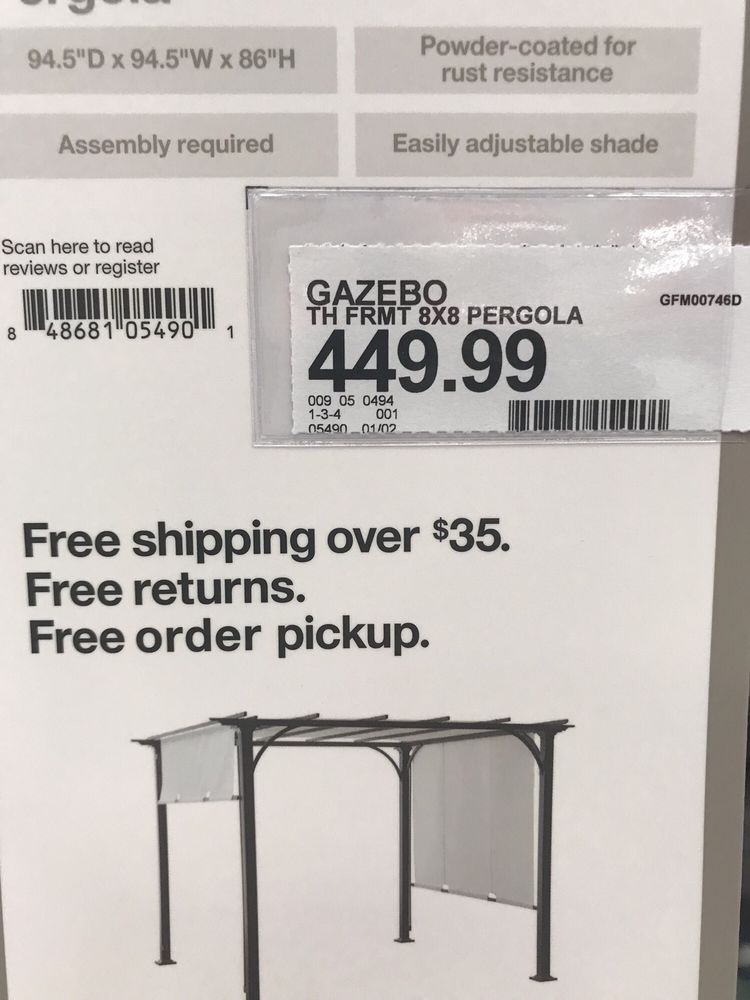 94.5"D x 94.5"W x 86"H
Powder-coated for
rust resistance
Assembly required
Easily adjustable shade
Scan here to read
reviews or register
8 48681 05490 1
GAZEBO
GFM00746D
TH FRMT 8X8 PERGOLA
449.99
009 05 0494
1-3-4 001
05490 01/02
Free shipping over $35.
Free returns.
Free order pickup.